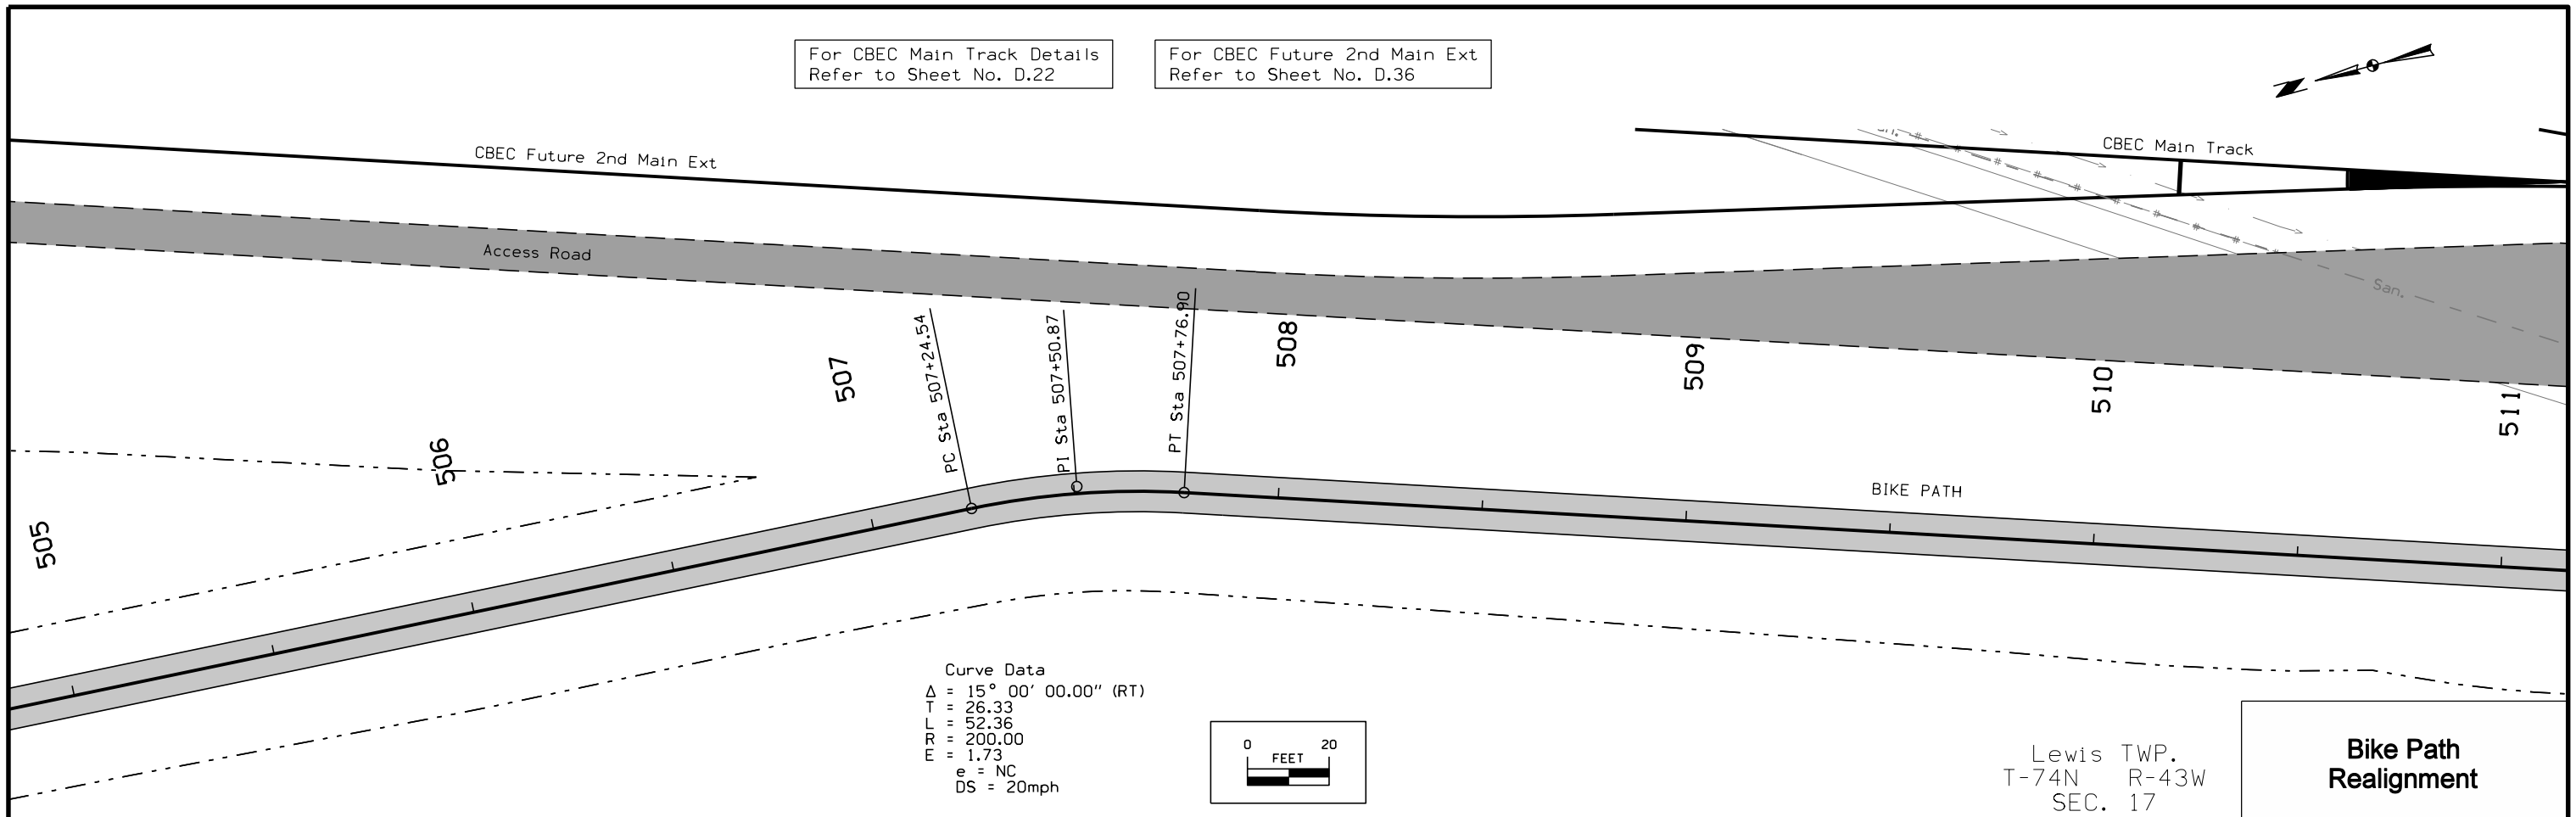 For CBEC Main Track Details
Refer to Sheet No. D.22
For CBEC Future 2nd Main Ext
Refer to Sheet No. D.36
N
CBEC Future 2nd Main Ext
CBEC Main Track
Access Road
San.
PC Sta 507+24.54
PI Sta 507+50.87
PT Sta 507+76.90
505
506
507
508
509
510
511
BIKE PATH
Curve Data
Δ = 15° 00' 00.00" (RT)
T = 26.33
L = 52.36
R = 200.00
E = 1.73
e = NC
DS = 20mph
0 20
FEET
Lewis TWP.
T-74N R-43W
SEC. 17
Bike Path
Realignment